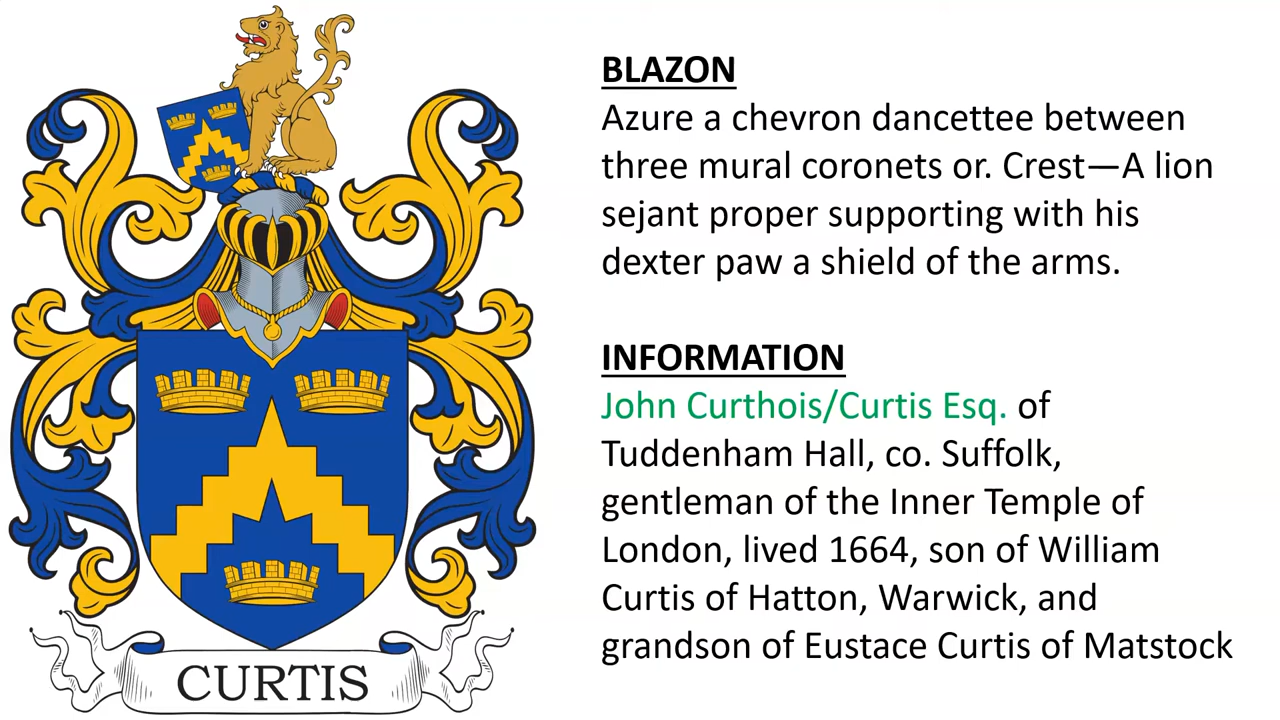 BLAZON
Azure a chevron dancettee between
three mural coronets or. Crest—A lion
sejant proper supporting with his
dexter paw a shield of the arms.
INFORMATION
John Curthois/Curtis Esq. of
Tuddenham Hall, co. Suffolk,
gentleman of the Inner Temple of
London, lived 1664, son of William
Curtis of Hatton, Warwick, and
grandson of Eustace Curtis of Matstock
CURTIS